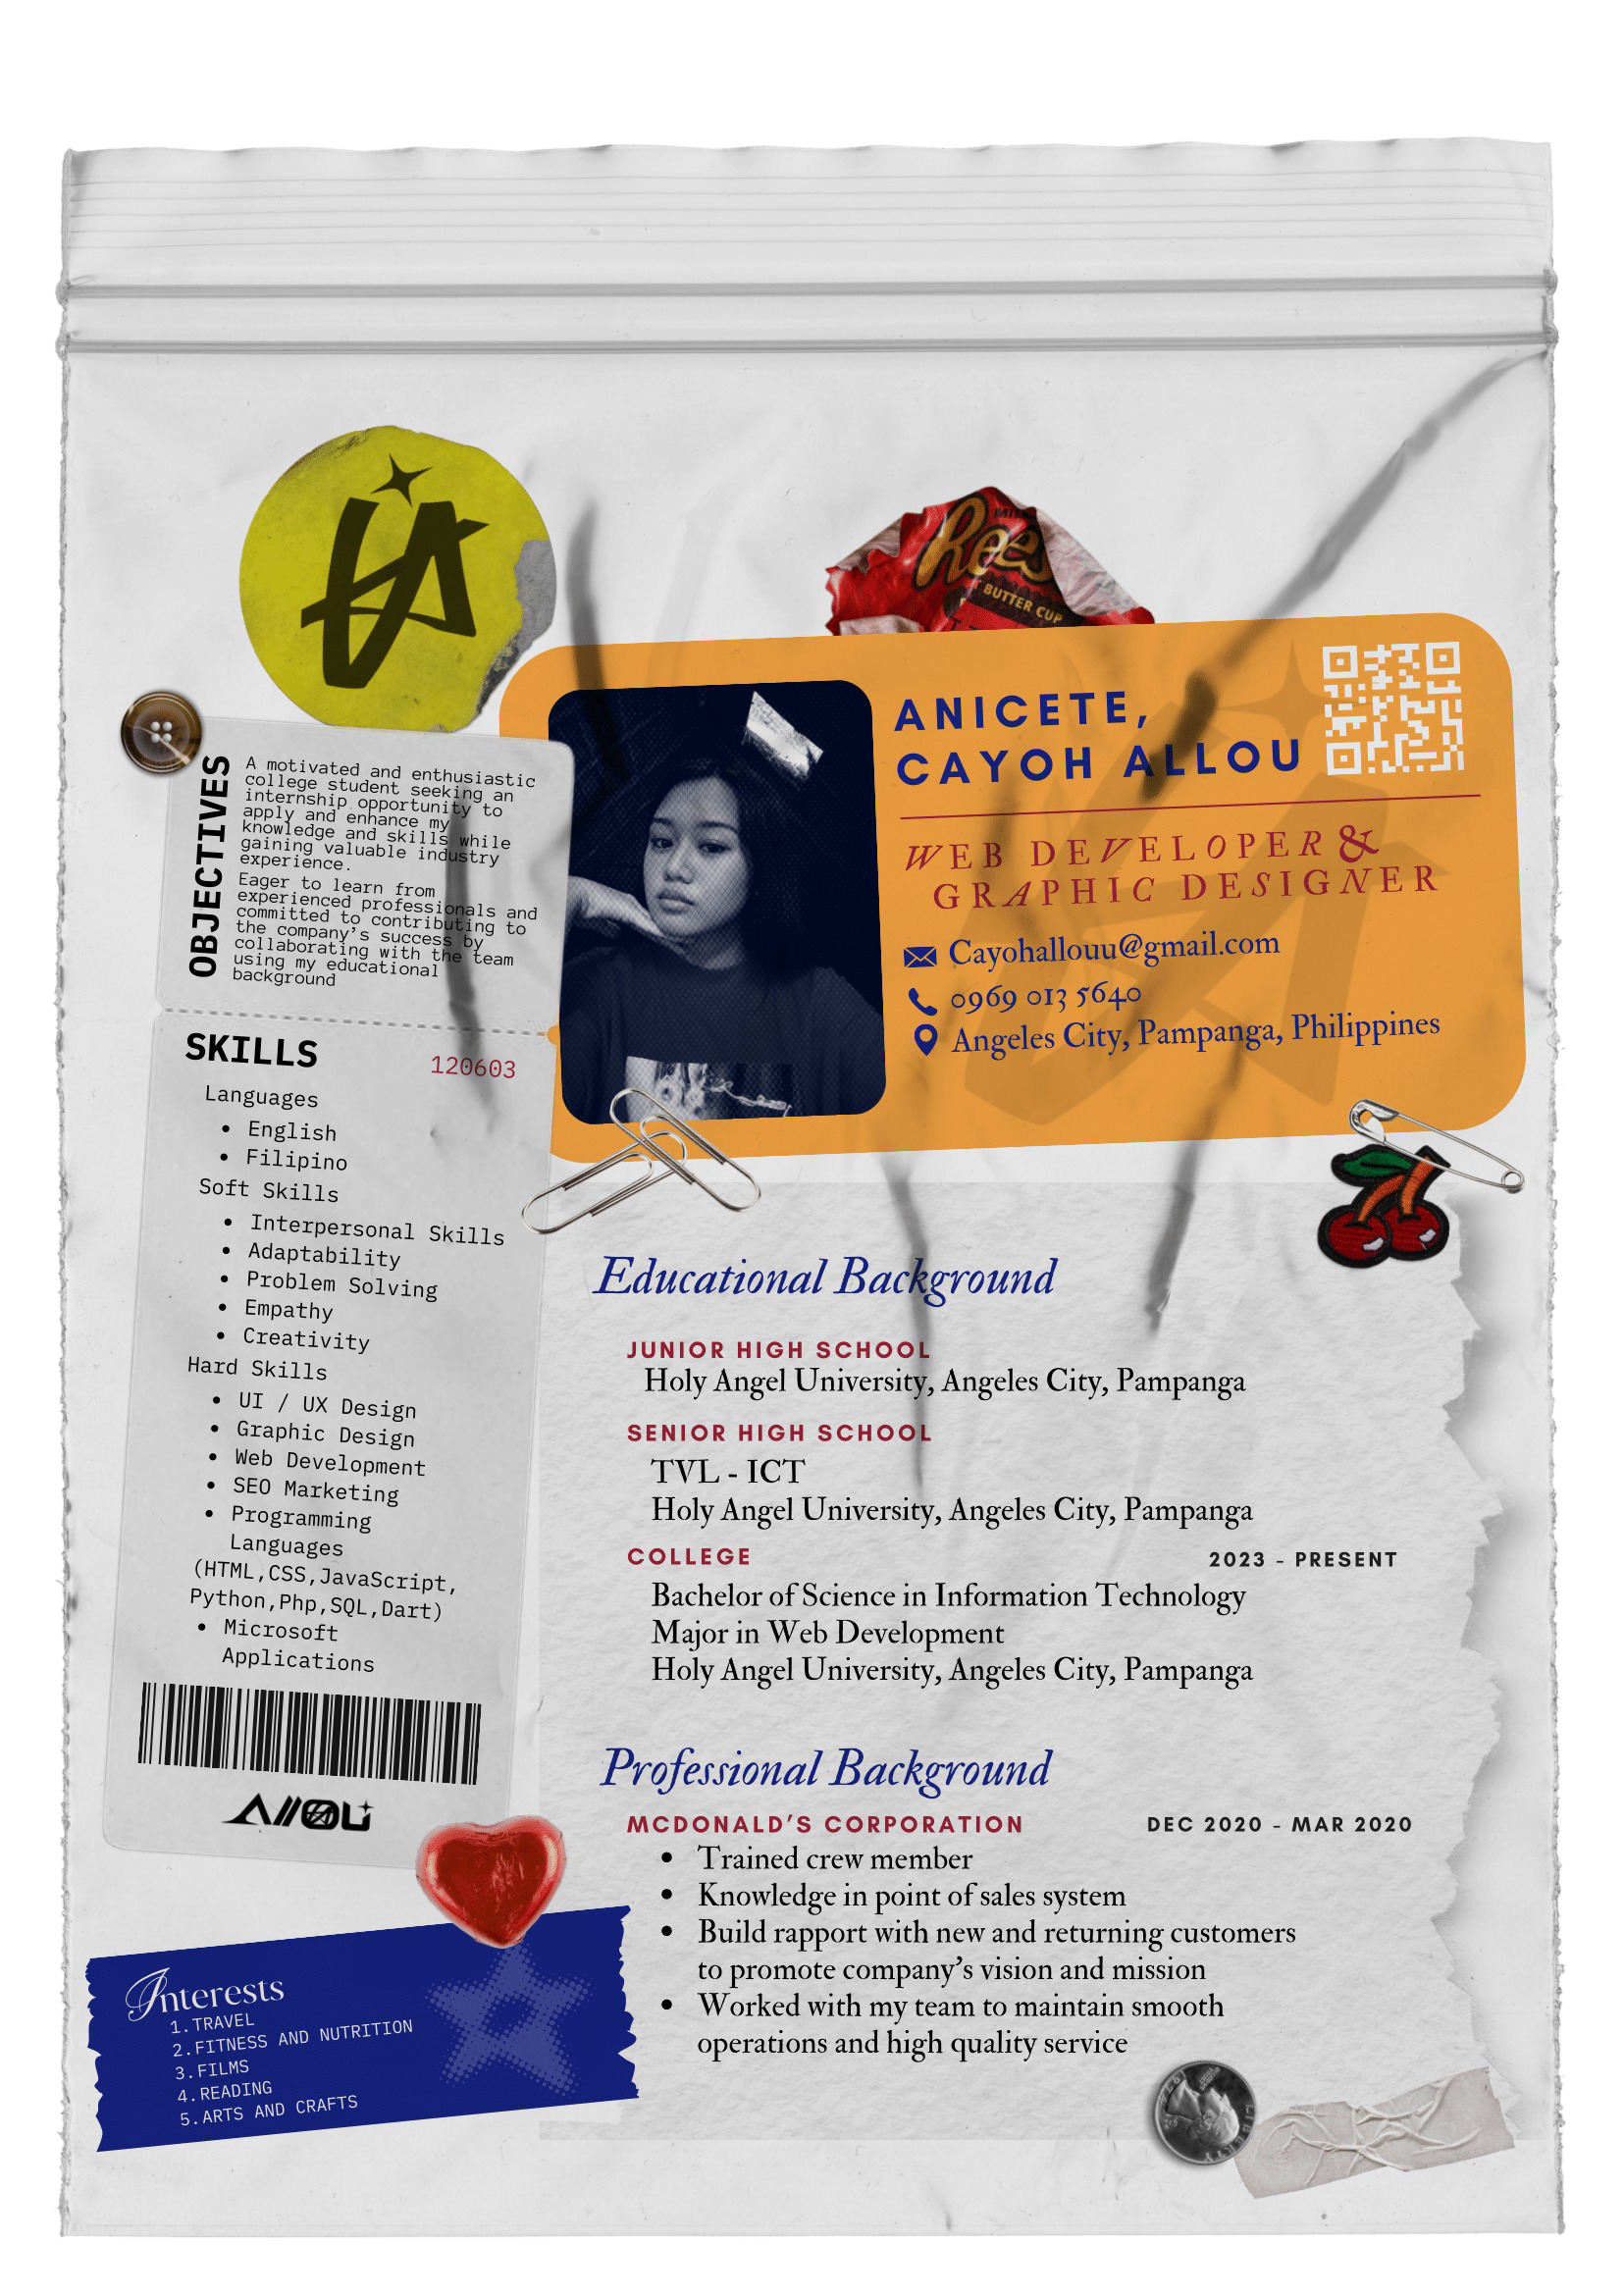 MIL
Rees
BUTTER CUP
ANICETE,
CAYOH ALLOU
WEB DEVELOPER &
GRAPHIC DESIGNER
Cayohallouu@gmail.com
0969 013 5640
Angeles City, Pampanga, Philippines
OBJECTIVES
A motivated and enthusiastic
college student seeking an
internship opportunity to
apply and enhance my
knowledge and skills while
gaining valuable industry
experience.
Eager to learn from
experienced professionals and
committed to contributing to
the company's success by
collaborating with the team
using my educational
background
SKILLS
120603
Languages
• English
• Filipino
Soft Skills
• Interpersonal Skills
• Adaptability
• Problem Solving
• Empathy
• Creativity
Hard Skills
• UI / UX Design
• Graphic Design
• Web Development
• SEO Marketing
• Programming
Languages
(HTML,CSS,JavaScript,
Python,Php,SQL,Dart)
• Microsoft
Applications
Allou
Interests
1.TRAVEL
2.FITNESS AND NUTRITION
3.FILMS
4.READING
5.ARTS AND CRAFTS
Educational Background
JUNIOR HIGH SCHOOL
Holy Angel University, Angeles City, Pampanga
SENIOR HIGH SCHOOL
TVL - ICT
Holy Angel University, Angeles City, Pampanga
COLLEGE
2023 - PRESENT
Bachelor of Science in Information Technology
Major in Web Development
Holy Angel University, Angeles City, Pampanga
Professional Background
MCDONALD'S CORPORATION
DEC 2020 - MAR 2020
• Trained crew member
• Knowledge in point of sales system
• Build rapport with new and returning customers
to promote company's vision and mission
• Worked with my team to maintain smooth
operations and high quality service
LIBERTY